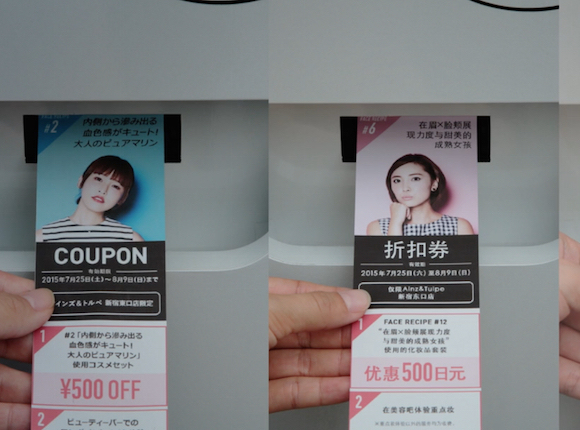 #2
内側から滲み出る
血色感がキュート!
大人のピュアマリン
COUPON
有効期限
2015年7月25日(土)〜8月9日(日)まで
インズ&トルペ 新宿東口店限定
1
#2「内側から滲み出る
血色感がキュート!
大人のピュアマリン」
使用コスメセット
¥500 OFF
2
ビューティーバーでの
#6
在眉×脸颊展
现力度与甜美的
成熟女孩
折扣券
有效期
2015年7月25日(六)至8月9日(日)
仅限Ainz&Tulpe
新宿东口店
1
FACE RECIPE #12
"在眉×脸颊展现力度
与甜美的成熟女孩"
使用的化妆品套装
优惠500日元
2
在美容吧体验重点妆